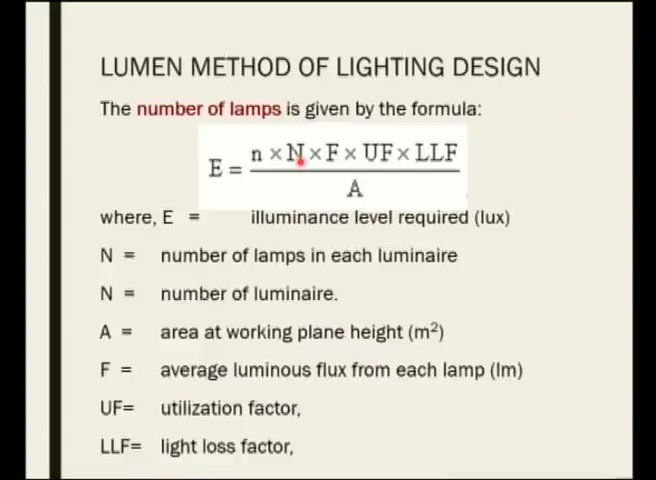 LUMEN METHOD OF LIGHTING DESIGN
The number of lamps is given by the formula:
E = n × N × F × UF × LLF / A
where, E = illuminance level required (lux)
N = number of lamps in each luminaire
N = number of luminaire.
A = area at working plane height (m²)
F = average luminous flux from each lamp (lm)
UF= utilization factor,
LLF= light loss factor,